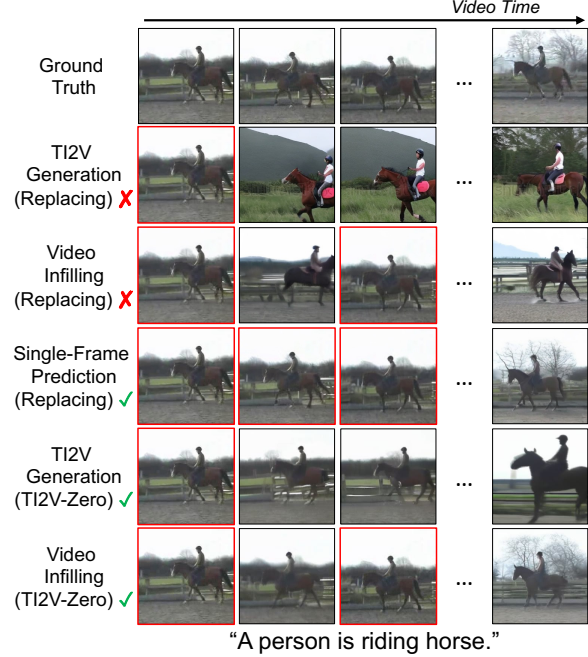 Video Time
Ground
Truth
...
TI2V
Generation
(Replacing) ✗
...
Video
Infilling
(Replacing) ✗
...
Single-Frame
Prediction
(Replacing) ✓
...
TI2V
Generation
(TI2V-Zero) ✓
...
Video
Infilling
(TI2V-Zero) ✓
...
“A person is riding horse.”